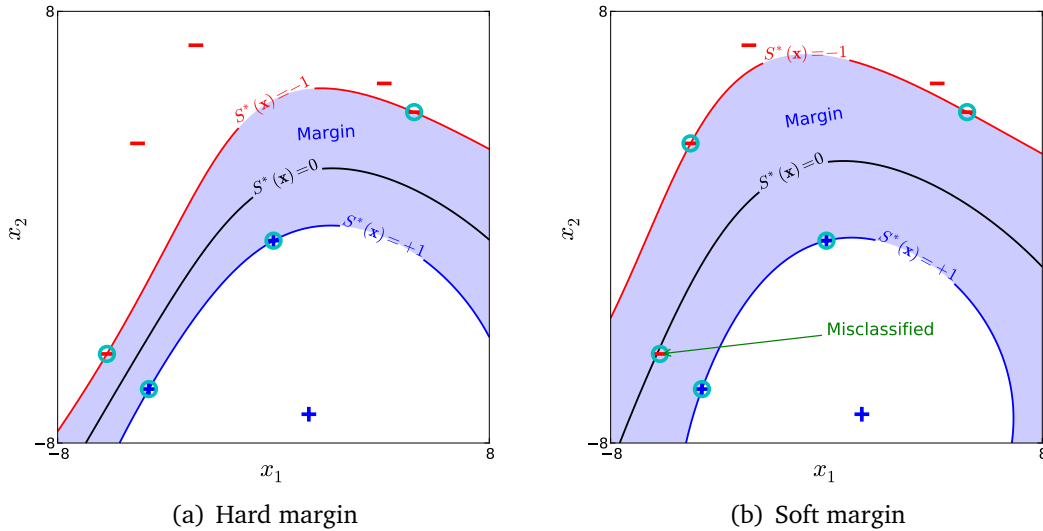 8
S*(x)=−1
Margin
S*(x)=0
S*(x)=+1
x₂
−8
−8
8
x₁
(a) Hard margin
8
S*(x)=−1
Margin
S*(x)=0
S*(x)=+1
x₂
Misclassified
−8
−8
8
x₁
(b) Soft margin